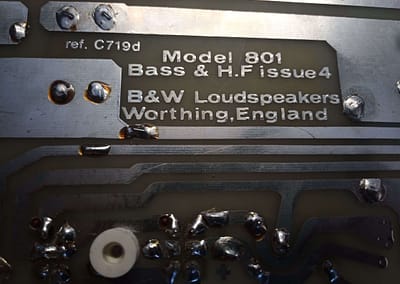 ref. C719d
Model 801
Bass & H.F issue4
B&W Loudspeakers
Worthing,England